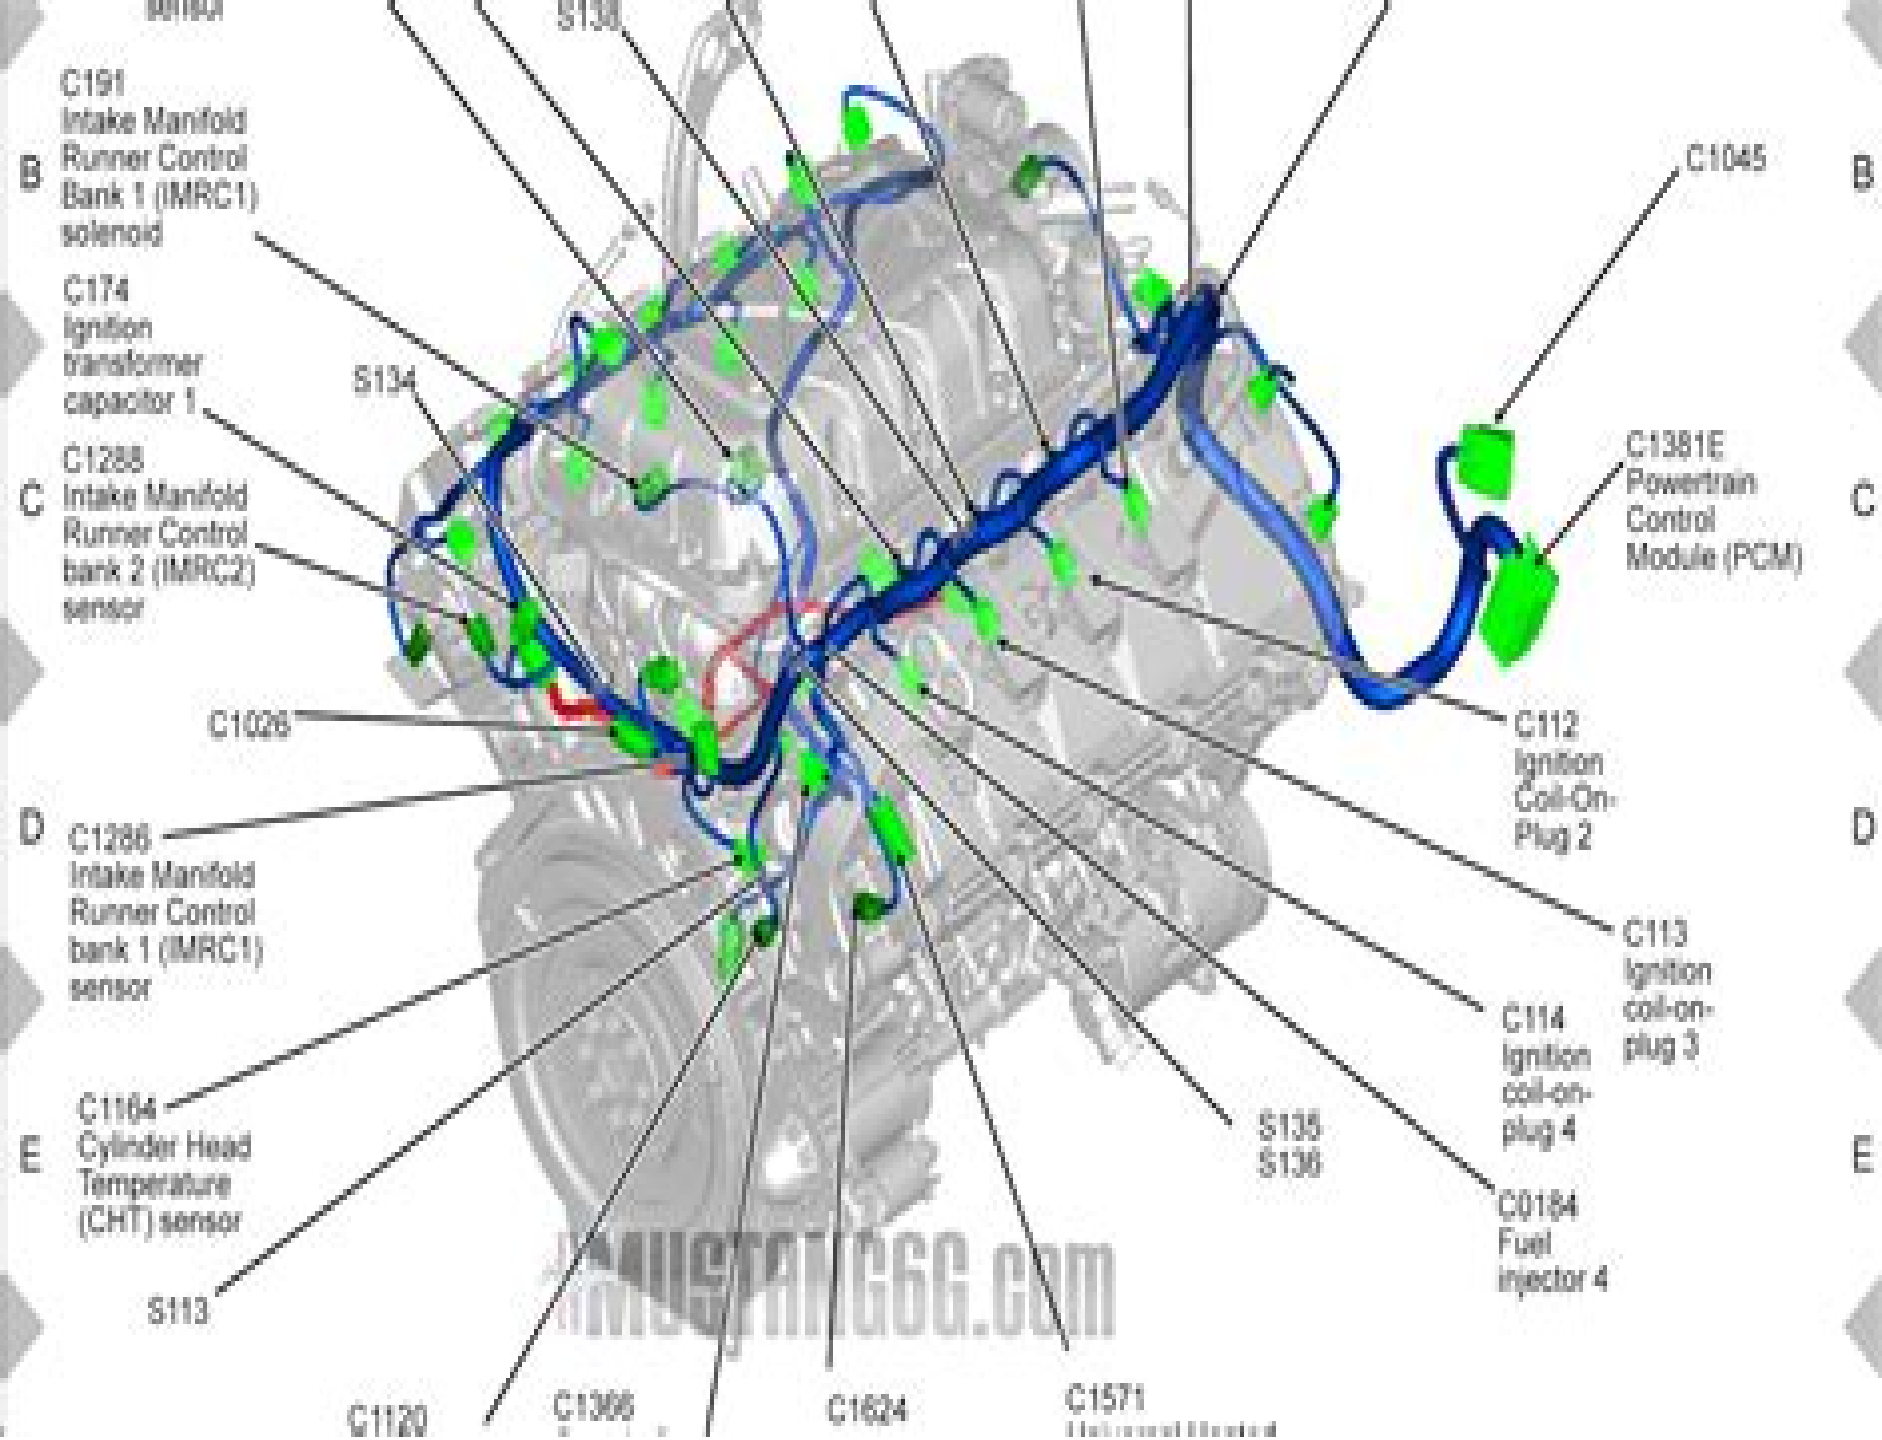 sensor
S138
C191
Intake Manifold
Runner Control
Bank 1 (IMRC1)
solenoid
B
B
C1045
C174
Ignition
transformer
capacitor 1
S134
C1288
Intake Manifold
Runner Control
bank 2 (IMRC2)
sensor
C
C
C1381E
Powertrain
Control
Module (PCM)
C1026
C112
Ignition
Coil-On-
Plug 2
D
D
C1286
Intake Manifold
Runner Control
bank 1 (IMRC1)
sensor
C113
Ignition
coil-on-
plug 3
C114
Ignition
coil-on-
plug 4
C1164
Cylinder Head
Temperature
(CHT) sensor
E
E
S135
S136
C0184
Fuel
injector 4
S113
MUSTANG6G.com
C1120
C1366
C1624
C1571
Universal Heated